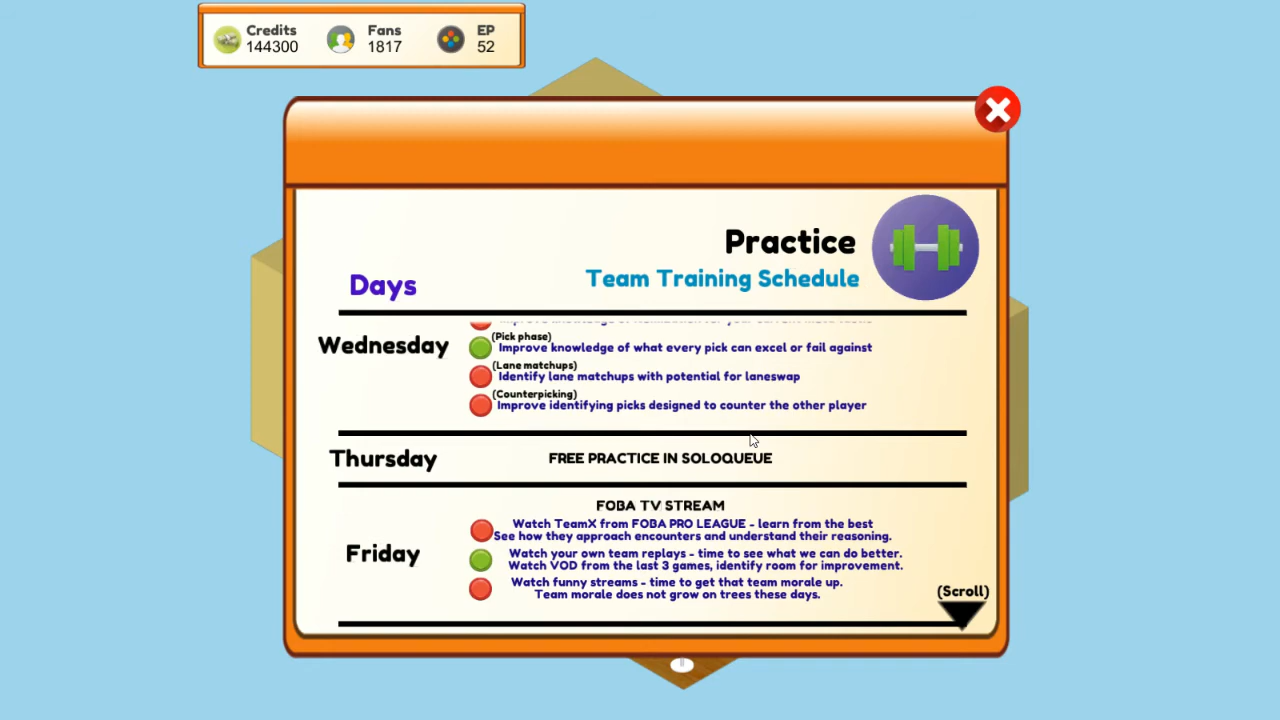 Credits
144300
Fans
1817
EP
52
Practice
Team Training Schedule
Days
Wednesday
(Pick phase)
Improve knowledge of what every pick can excel or fail against
(Lane matchups)
Identify lane matchups with potential for laneswap
(Counterpicking)
Improve identifying picks designed to counter the other player
Thursday
FREE PRACTICE IN SOLOQUEUE
Friday
FOBA TV STREAM
Watch TeamX from FOBA PRO LEAGUE - learn from the best
See how they approach encounters and understand their reasoning.
Watch your own team replays - time to see what we can do better.
Watch VOD from the last 3 games, identify room for improvement.
Watch funny streams - time to get that team morale up.
Team morale does not grow on trees these days.
(Scroll)